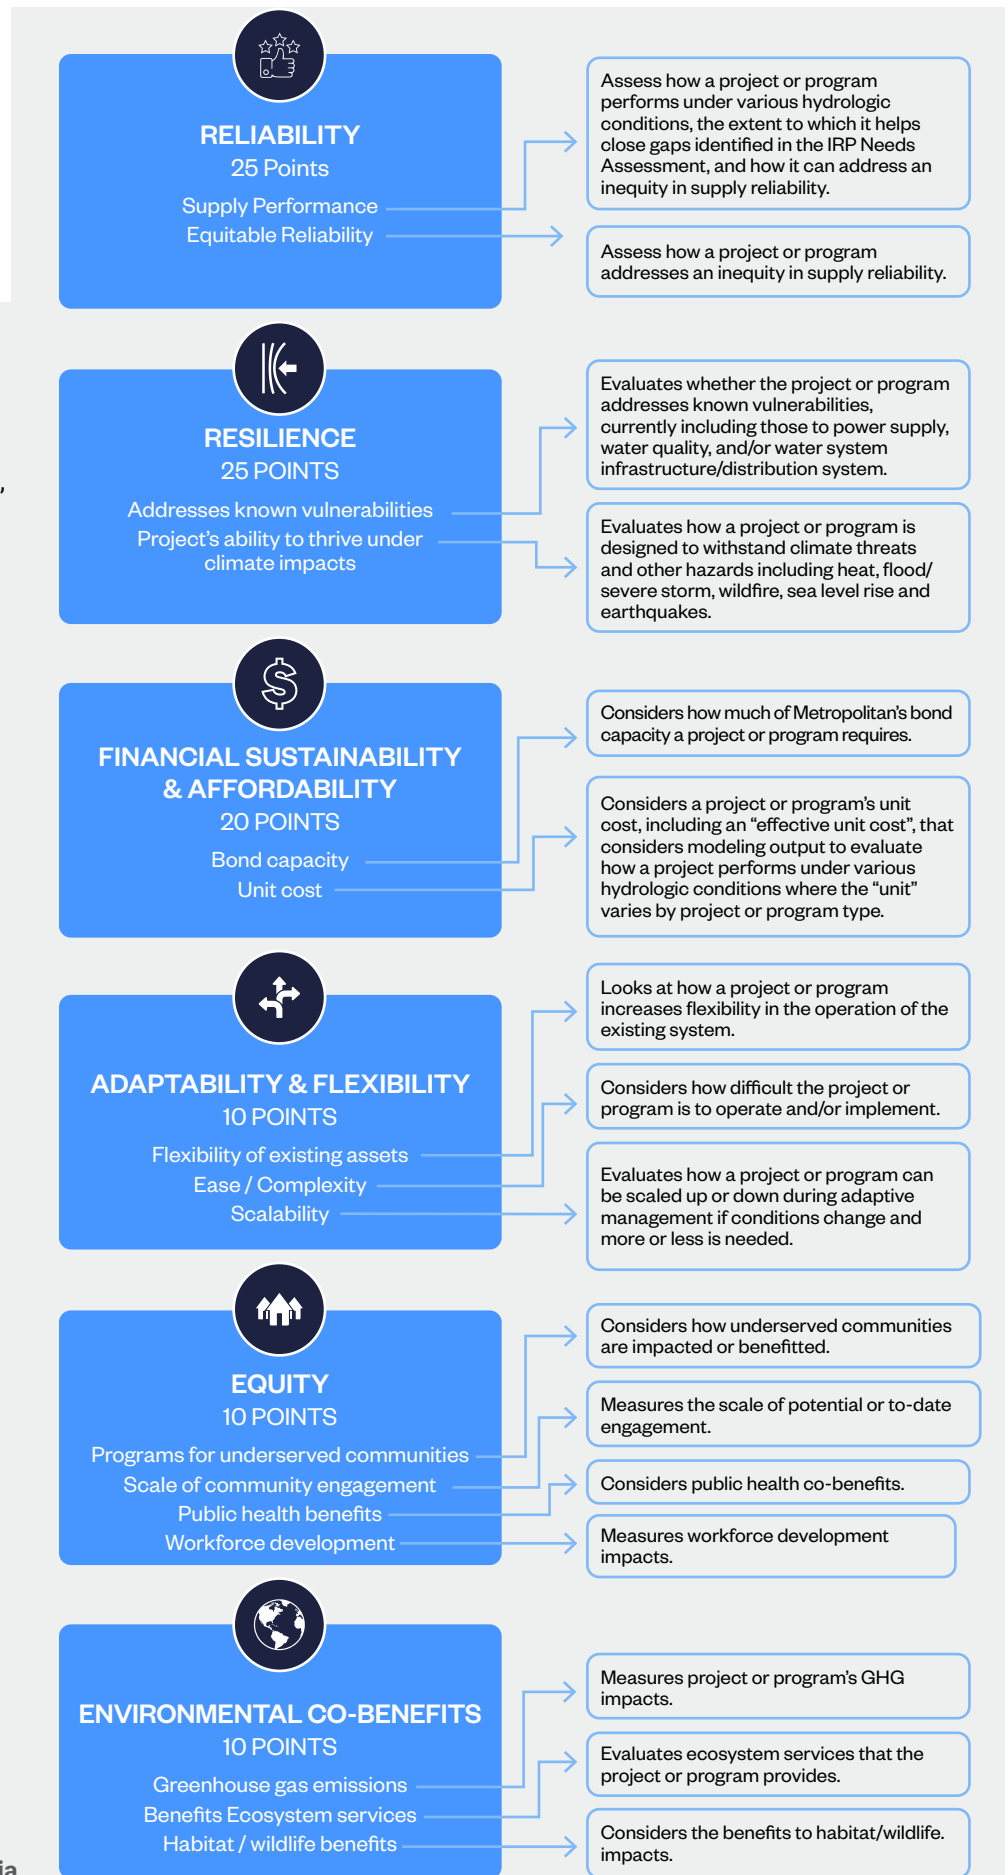 RELIABILITY
25 Points
Supply Performance
Equitable Reliability
Assess how a project or program
performs under various hydrologic
conditions, the extent to which it helps
close gaps identified in the IRP Needs
Assessment, and how it can address an
inequity in supply reliability.
Assess how a project or program
addresses an inequity in supply reliability.
RESILIENCE
25 POINTS
Addresses known vulnerabilities
Project’s ability to thrive under
climate impacts
Evaluates whether the project or program
addresses known vulnerabilities,
currently including those to power supply,
water quality, and/or water system
infrastructure/distribution system.
Evaluates how a project or program is
designed to withstand climate threats
and other hazards including heat, flood/
severe storm, wildfire, sea level rise and
earthquakes.
,
FINANCIAL SUSTAINABILITY
& AFFORDABILITY
20 POINTS
Bond capacity
Unit cost
Considers how much of Metropolitan’s bond
capacity a project or program requires.
Considers a project or program’s unit
cost, including an “effective unit cost”, that
considers modeling output to evaluate
how a project performs under various
hydrologic conditions where the “unit”
varies by project or program type.
ADAPTABILITY & FLEXIBILITY
10 POINTS
Flexibility of existing assets
Ease / Complexity
Scalability
Looks at how a project or program
increases flexibility in the operation of the
existing system.
Considers how difficult the project or
program is to operate and/or implement.
Evaluates how a project or program can
be scaled up or down during adaptive
management if conditions change and
more or less is needed.
EQUITY
10 POINTS
Programs for underserved communities
Scale of community engagement
Public health benefits
Workforce development
Considers how underserved communities
are impacted or benefitted.
Measures the scale of potential or to-date
engagement.
Considers public health co-benefits.
Measures workforce development
impacts.
ENVIRONMENTAL CO-BENEFITS
10 POINTS
Greenhouse gas emissions
Benefits Ecosystem services
Habitat / wildlife benefits
Measures project or program’s GHG
impacts.
Evaluates ecosystem services that the
project or program provides.
Considers the benefits to habitat/wildlife.
impacts.
ia